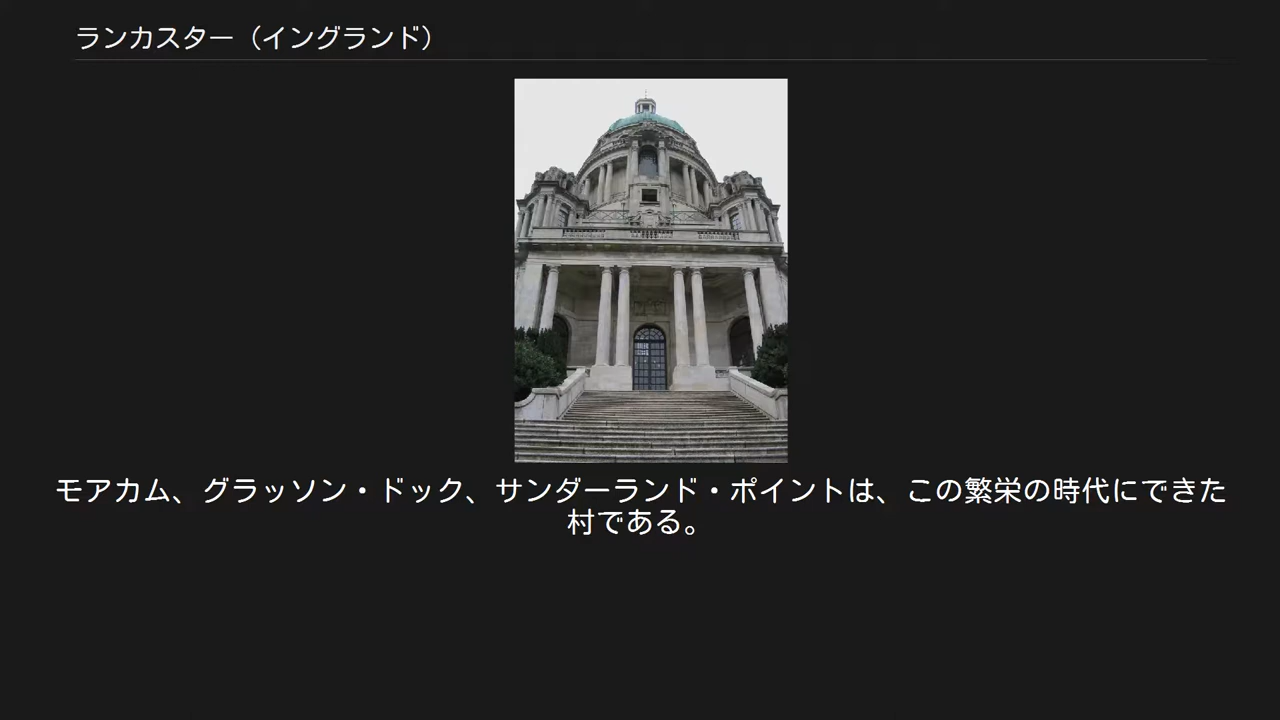 ランカスター（イングランド）
モアカム、グラッソン・ドック、サンダーランド・ポイントは、この繁栄の時代にできた
村である。